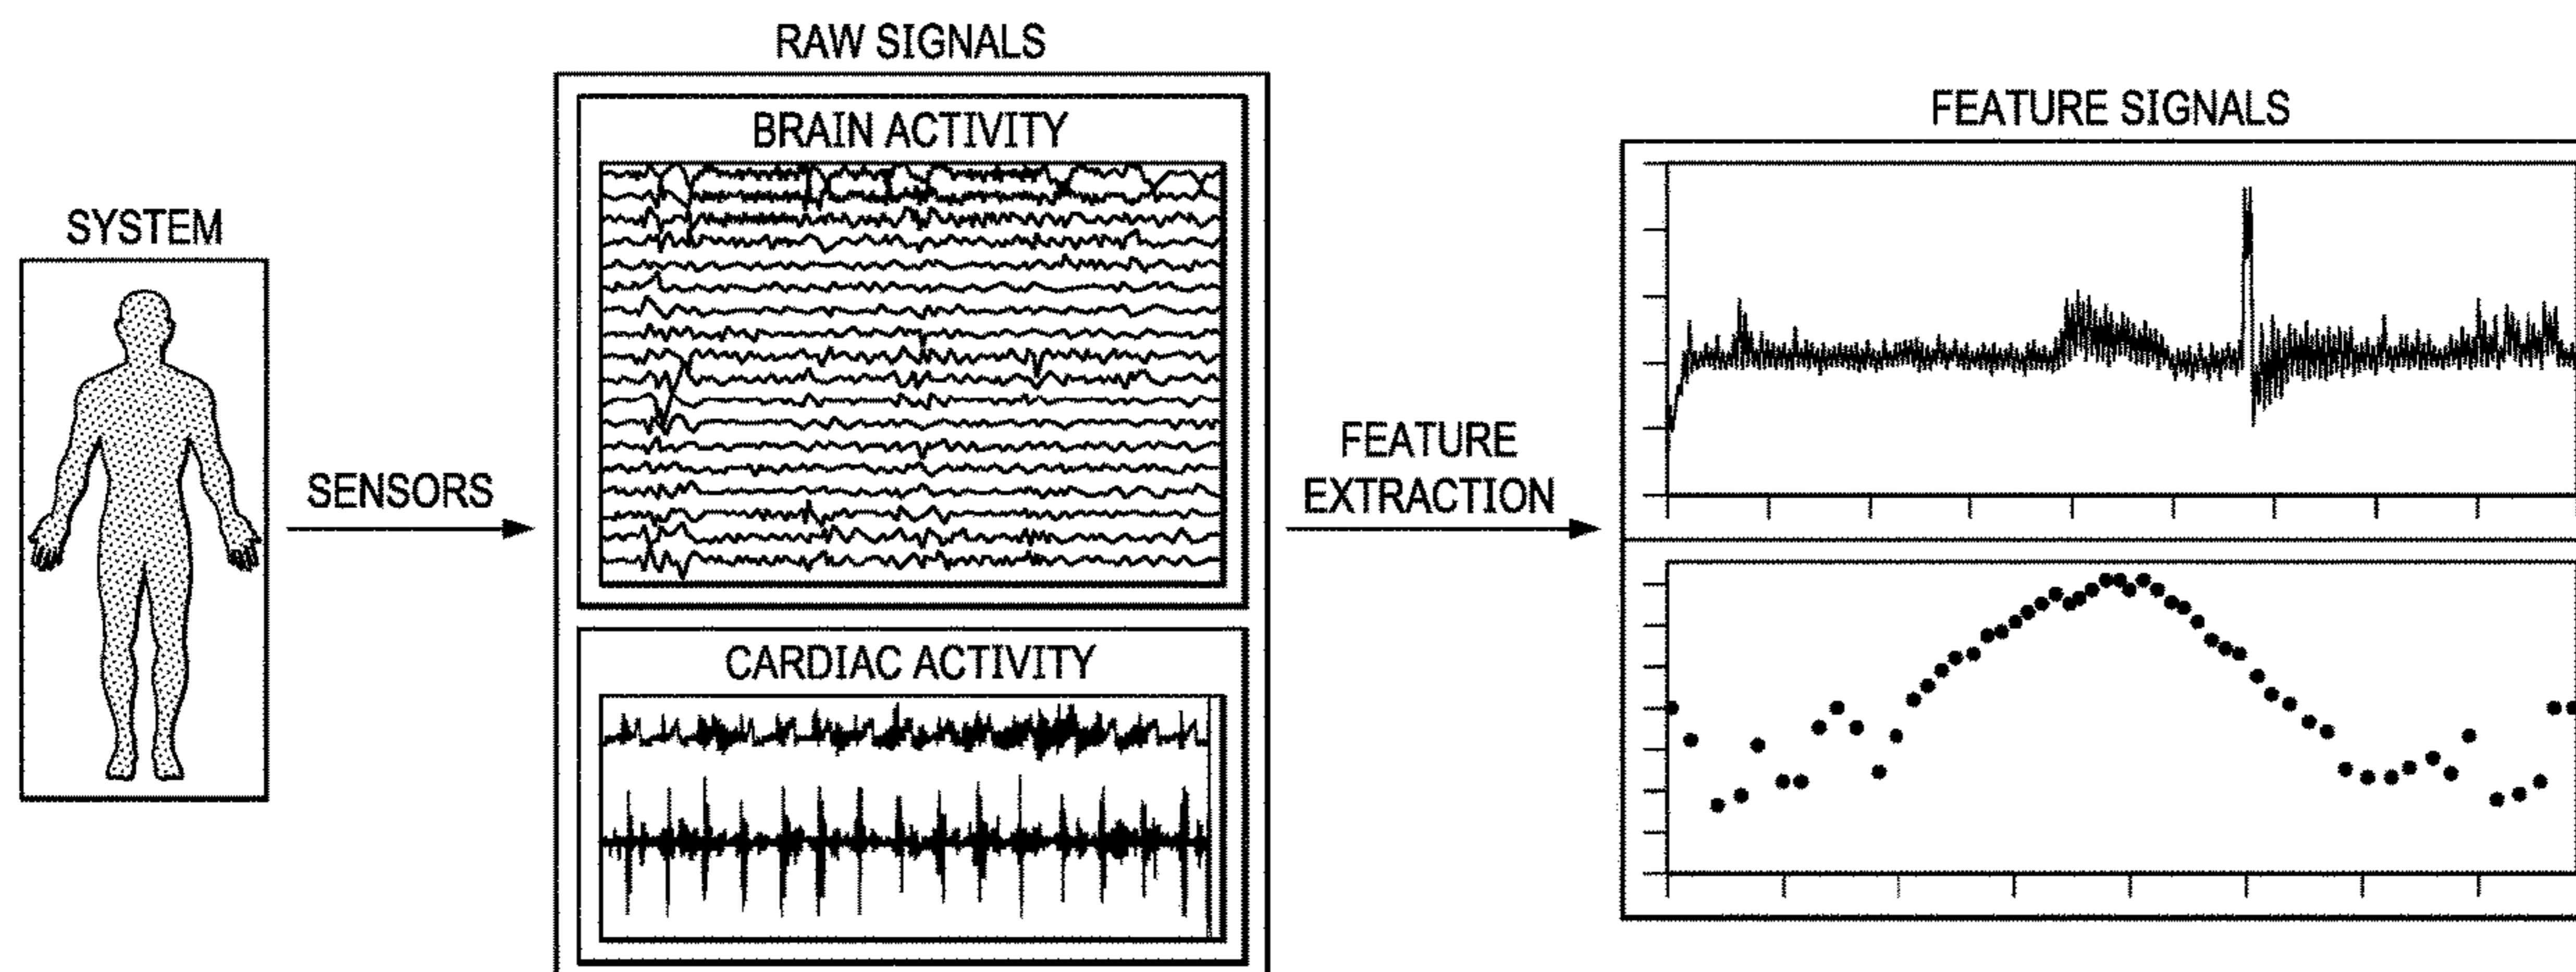 SYSTEM
SENSORS
RAW SIGNALS
BRAIN ACTIVITY
CARDIAC ACTIVITY
FEATURE
EXTRACTION
FEATURE SIGNALS